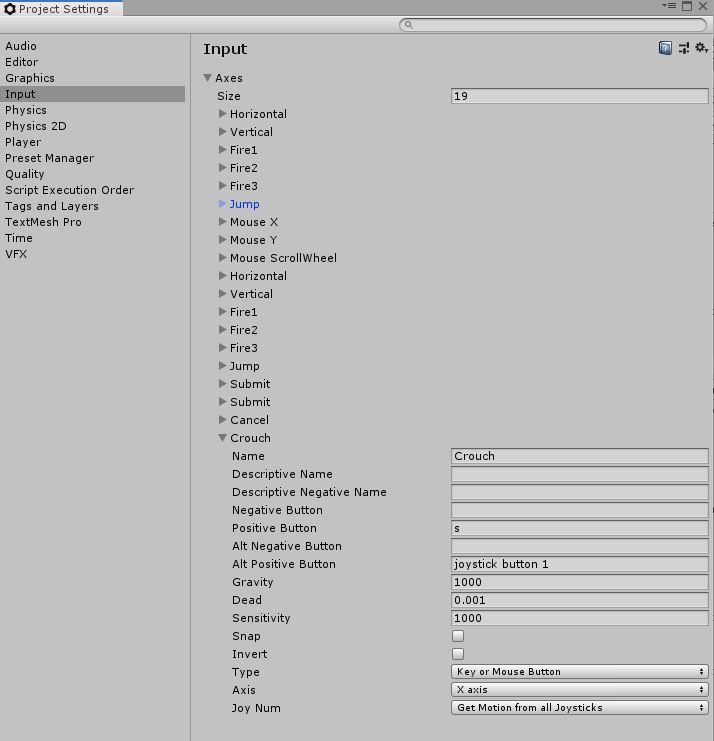 Project Settings
Audio
Editor
Graphics
Input
Physics
Physics 2D
Player
Preset Manager
Quality
Script Execution Order
Tags and Layers
TextMesh Pro
Time
VFX
Input
Axes
Size 19
Horizontal
Vertical
Fire1
Fire2
Fire3
Jump
Mouse X
Mouse Y
Mouse ScrollWheel
Horizontal
Vertical
Fire1
Fire2
Fire3
Jump
Submit
Submit
Cancel
Crouch
Name Crouch
Descriptive Name
Descriptive Negative Name
Negative Button
Positive Button s
Alt Negative Button
Alt Positive Button joystick button 1
Gravity 1000
Dead 0.001
Sensitivity 1000
Snap
Invert
Type Key or Mouse Button
Axis X axis
Joy Num Get Motion from all Joysticks